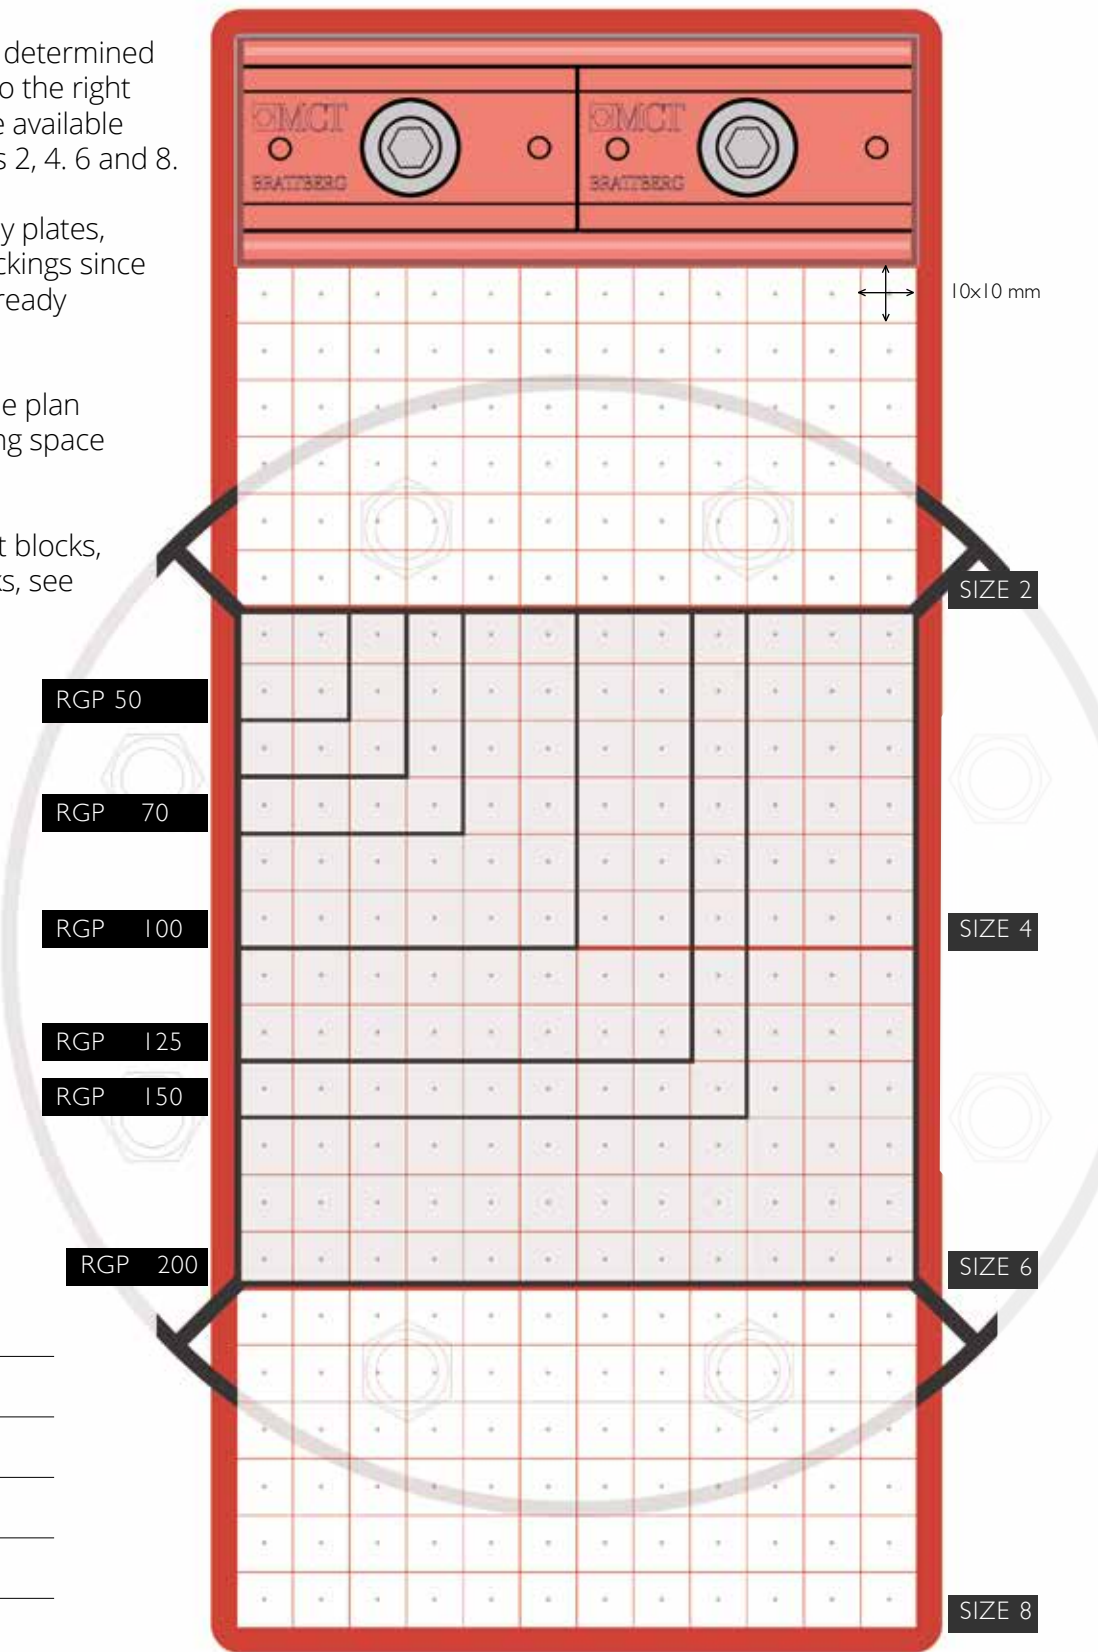 determined
o the right
e available
s 2, 4. 6 and 8.
y plates,
ckings since
ready
e plan
ng space
t blocks,
ks, see
MCT
BRATTBERG
MCT
BRATTBERG
10x10 mm
SIZE 2
RGP 50
RGP 70
RGP 100
SIZE 4
RGP 125
RGP 150
RGP 200
SIZE 6
SIZE 8